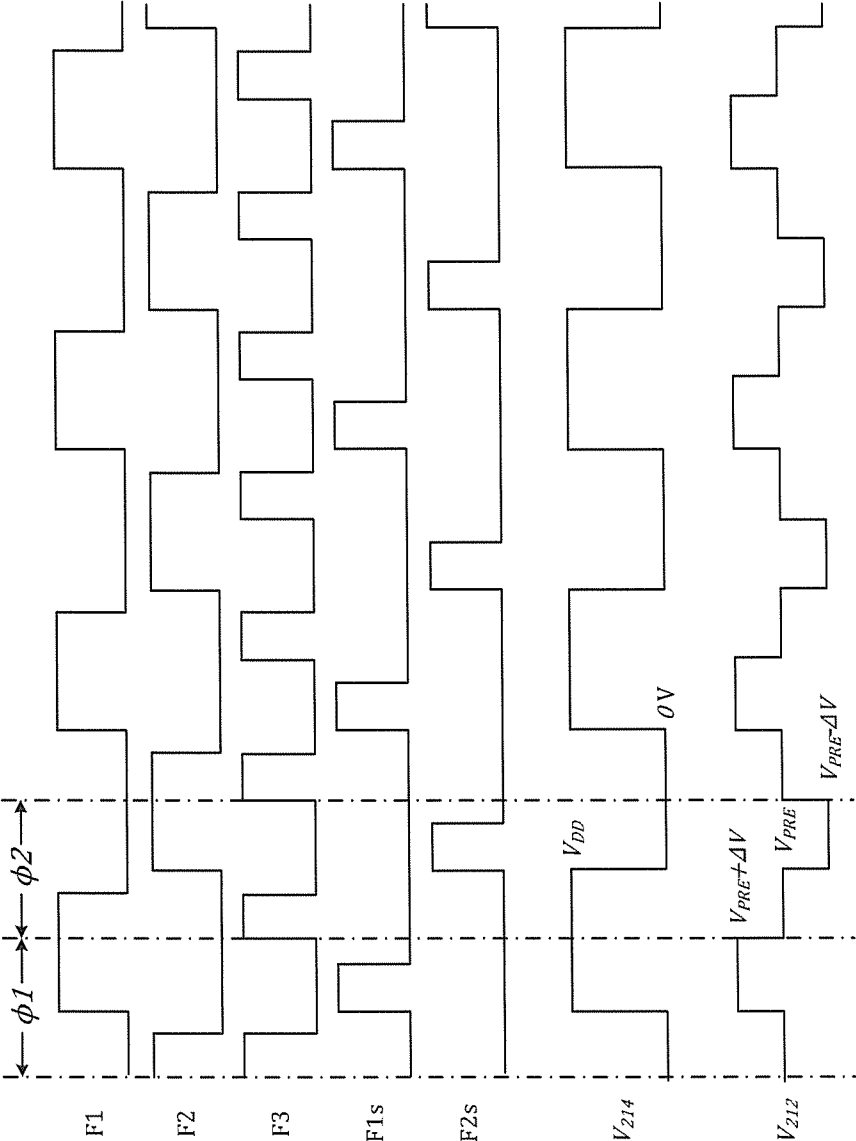 ϕ1
ϕ2
F1
F2
F3
F1s
F2s
V214
VDD
0 V
V212
VPRE+ΔV
VPRE
VPRE-ΔV